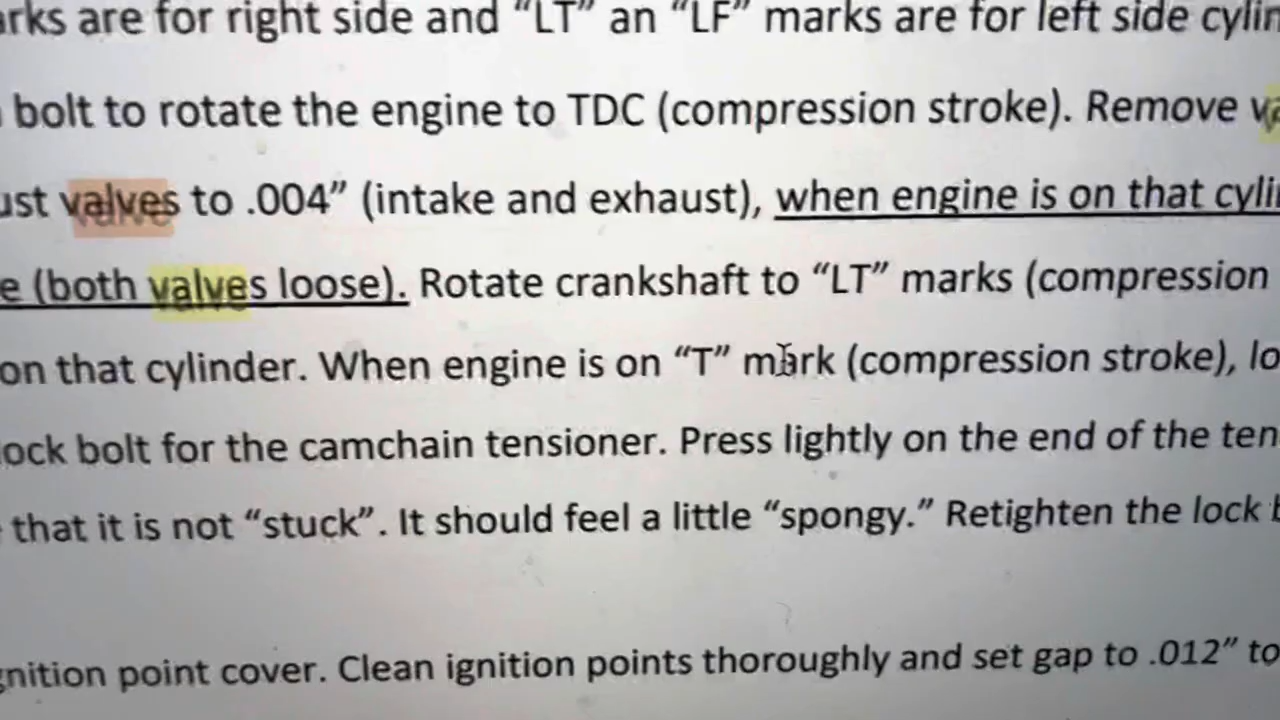 arks are for right side and “LT” an “LF” marks are for left side cylin
bolt to rotate the engine to TDC (compression stroke). Remove va
ust valves to .004” (intake and exhaust), when engine is on that cylin
e (both valves loose). Rotate crankshaft to “LT” marks (compression
on that cylinder. When engine is on “T” mark (compression stroke), lo
lock bolt for the camchain tensioner. Press lightly on the end of the ten
that it is not “stuck”. It should feel a little “spongy.” Retighten the lock b
gnition point cover. Clean ignition points thoroughly and set gap to .012” to